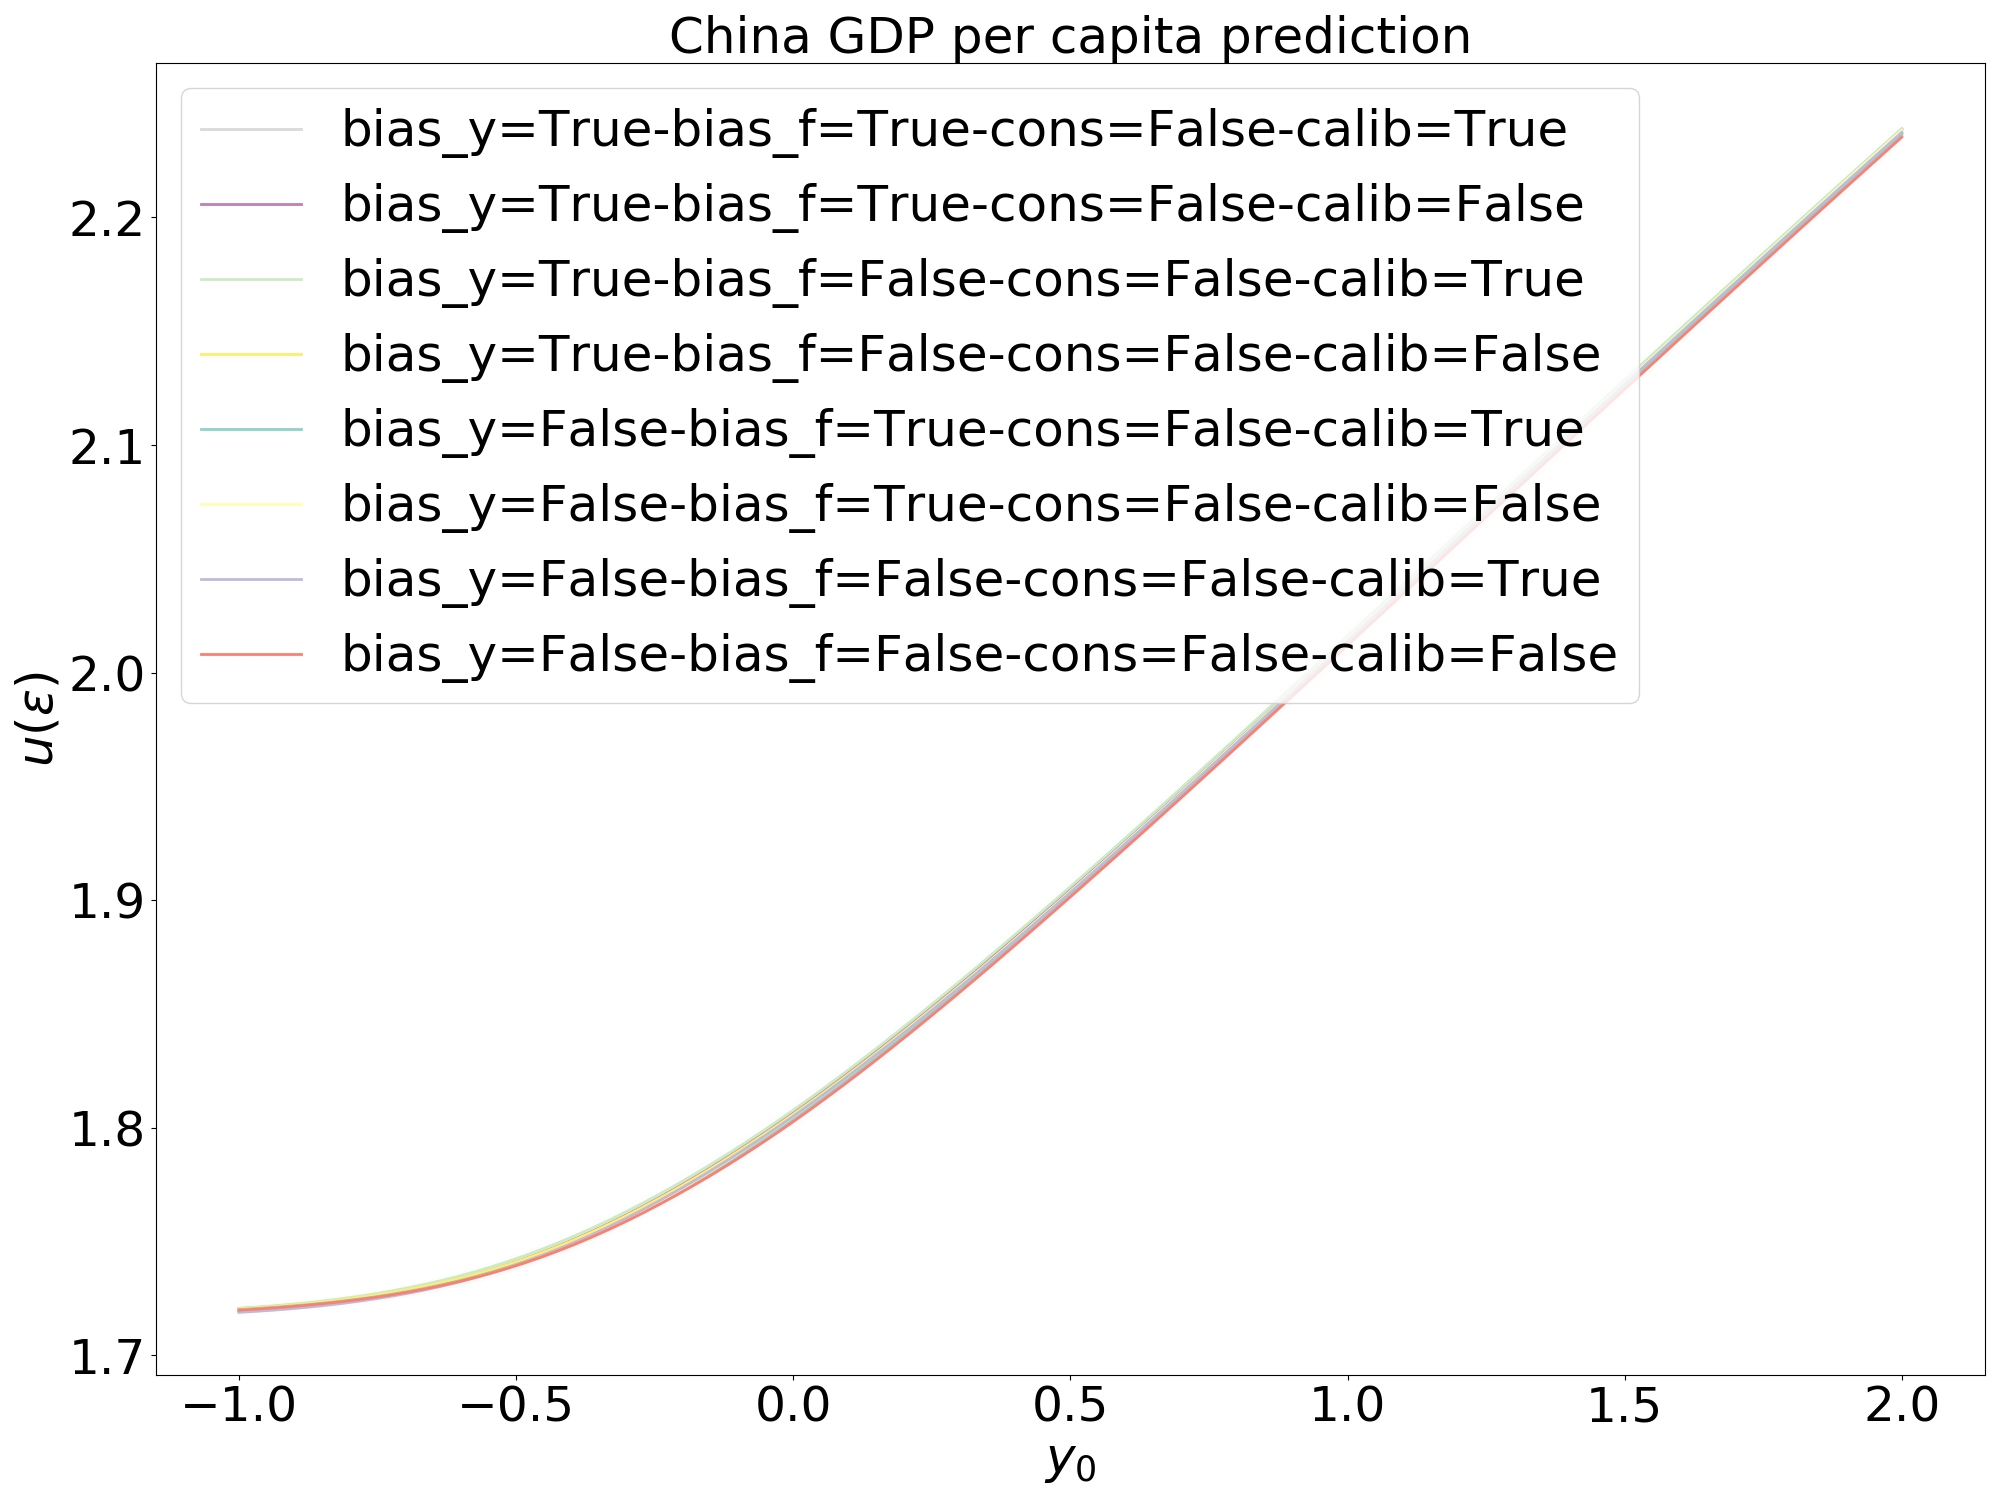 China GDP per capita prediction
bias_y=True-bias_f=True-cons=False-calib=True
bias_y=True-bias_f=True-cons=False-calib=False
bias_y=True-bias_f=False-cons=False-calib=True
bias_y=True-bias_f=False-cons=False-calib=False
bias_y=False-bias_f=True-cons=False-calib=True
bias_y=False-bias_f=True-cons=False-calib=False
bias_y=False-bias_f=False-cons=False-calib=True
bias_y=False-bias_f=False-cons=False-calib=False
2.2
2.1
2.0
1.9
1.8
1.7
u(ε)
−1.0 −0.5 0.0 0.5 1.0 1.5 2.0
y₀